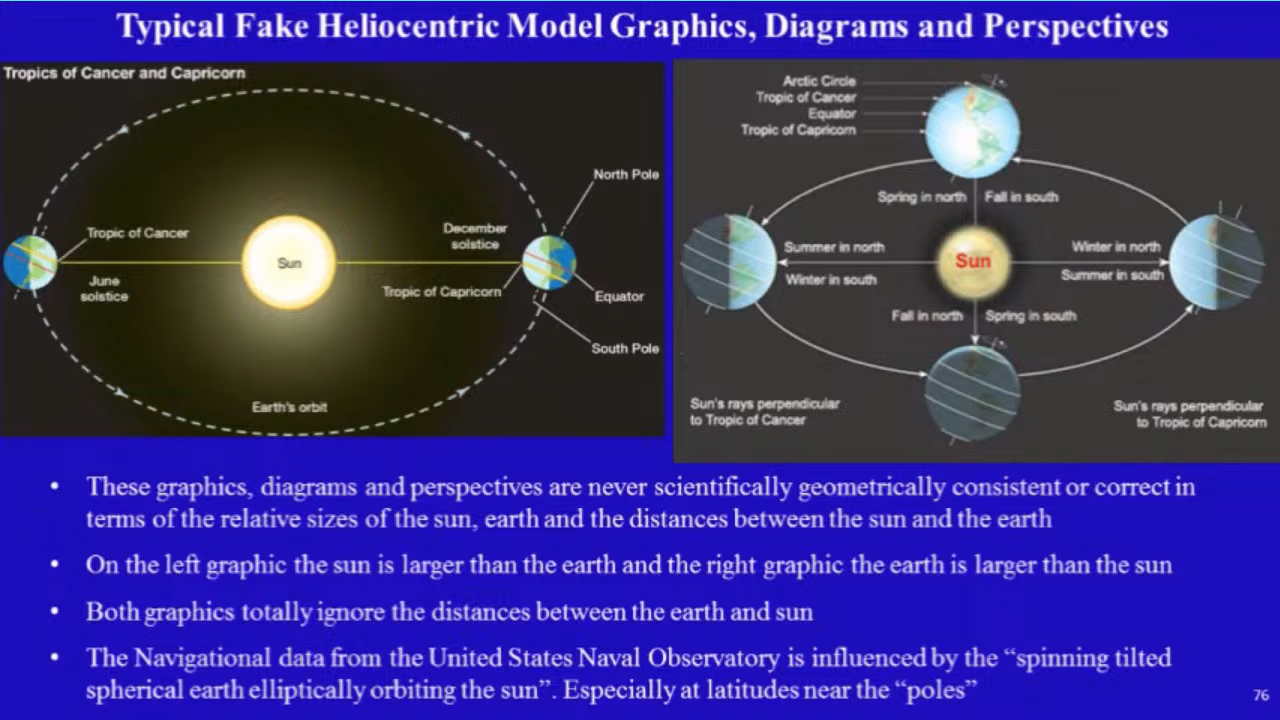 Typical Fake Heliocentric Model Graphics, Diagrams and Perspectives
Tropics of Cancer and Capricorn
North Pole
Tropic of Cancer
December
solstice
Sun
June
solstice
Tropic of Capricorn
Equator
South Pole
Earth's orbit
Arctic Circle
Tropic of Cancer
Equator
Tropic of Capricorn
Spring in north
Fall in south
Summer in north
Winter in south
Sun
Winter in north
Summer in south
Fall in north
Spring in south
Sun's rays perpendicular
to Tropic of Cancer
Sun's rays perpendicular
to Tropic of Capricorn
• These graphics, diagrams and perspectives are never scientifically geometrically consistent or correct in
terms of the relative sizes of the sun, earth and the distances between the sun and the earth
• On the left graphic the sun is larger than the earth and the right graphic the earth is larger than the sun
• Both graphics totally ignore the distances between the earth and sun
• The Navigational data from the United States Naval Observatory is influenced by the “spinning tilted
spherical earth elliptically orbiting the sun”. Especially at latitudes near the “poles”
76